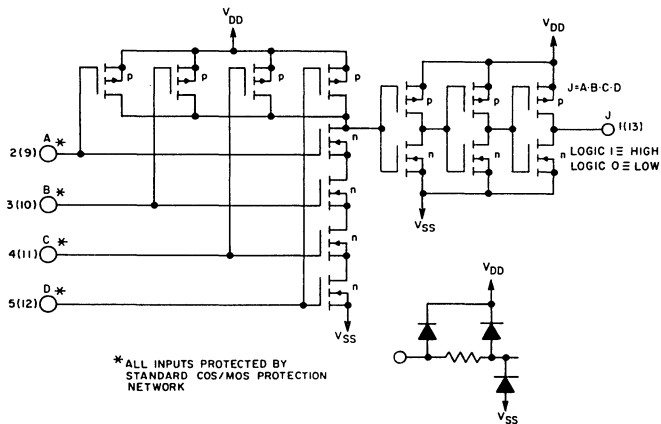 VDD
VDD
p
p
p
p
p
p
p
J=A·B·C·D
J
1(13)
A *
2(9)
n
n
n
n
LOGIC 1 ≡ HIGH
LOGIC 0 ≡ LOW
B *
3(10)
n
VSS
C *
4(11)
n
D *
5(12)
n
VSS
VDD
* ALL INPUTS PROTECTED BY
STANDARD COS/MOS PROTECTION
NETWORK
VSS